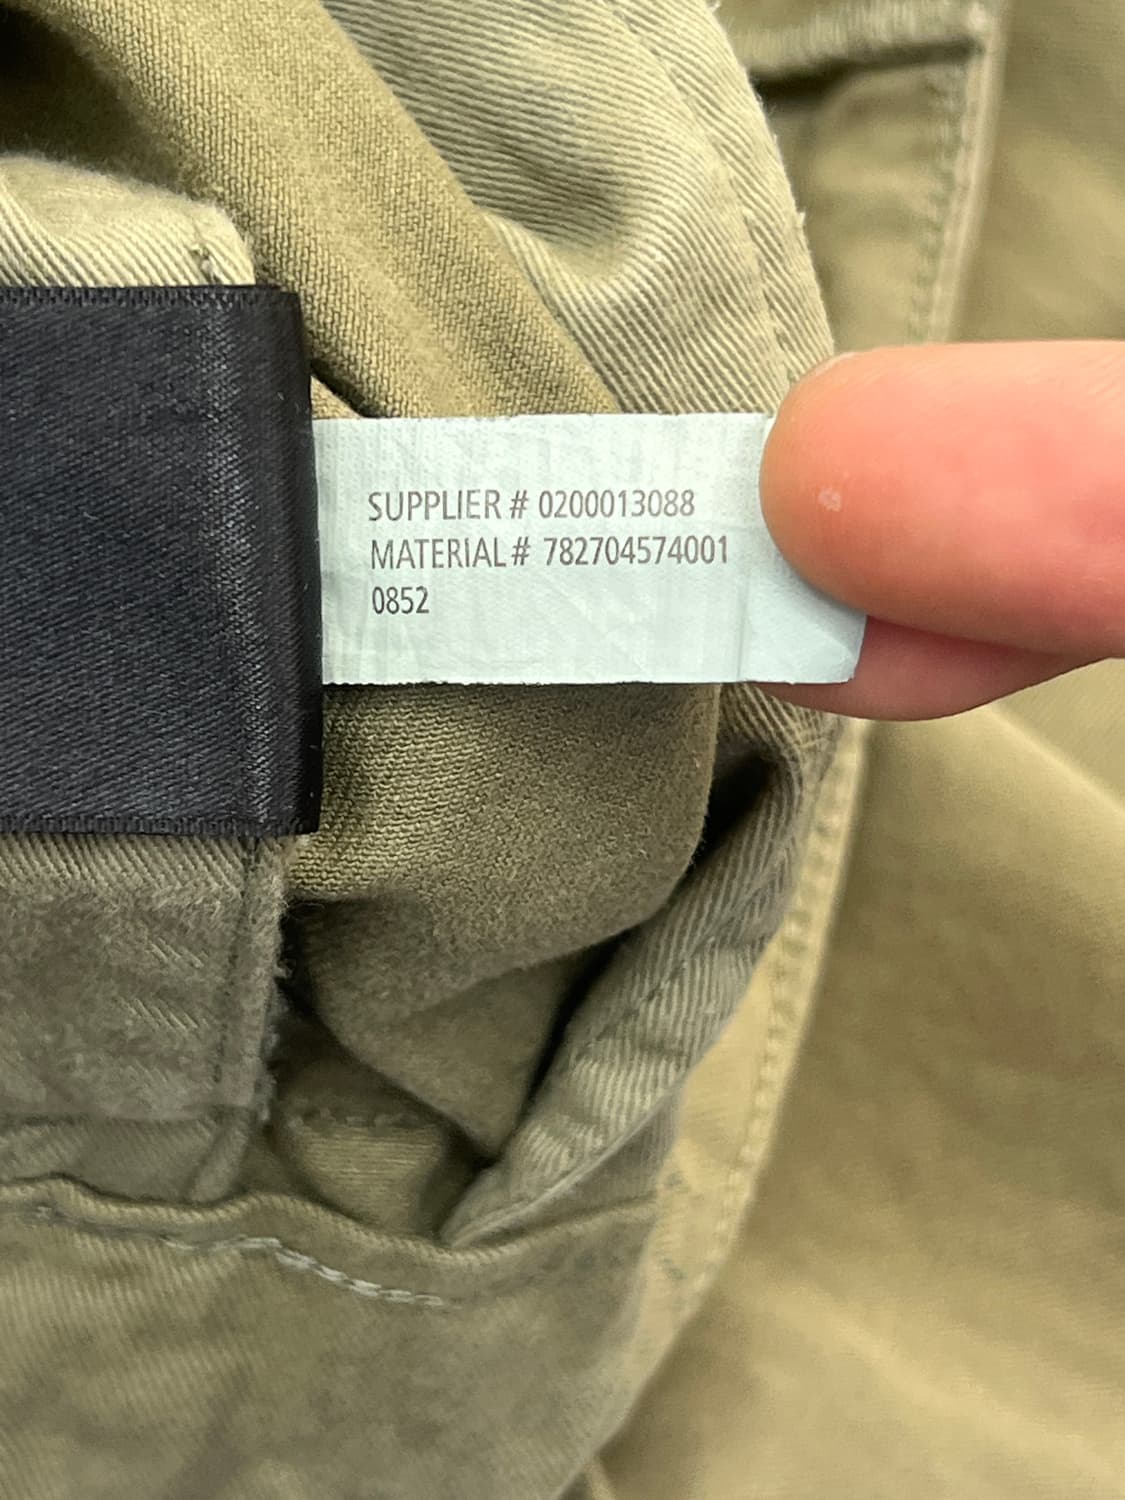 SUPPLIER # 0200013088
MATERIAL # 782704574001
0852